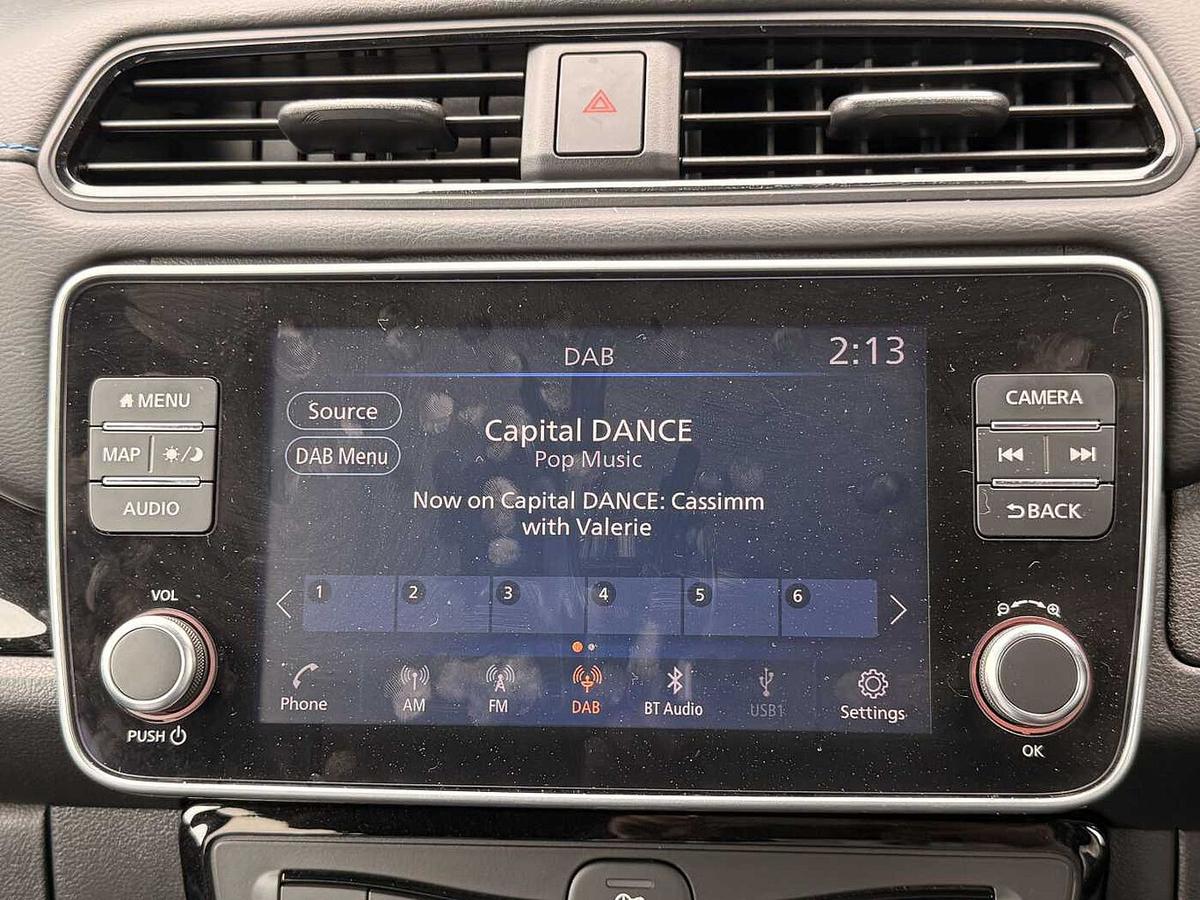 DAB
2:13
MENU
Source
CAMERA
Capital DANCE
MAP
DAB Menu
Pop Music
AUDIO
Now on Capital DANCE: Cassimm
with Valerie
BACK
1 2 3 4 5 6
VOL
Phone
AM
FM
DAB
BT Audio
USB1
Settings
PUSH
OK